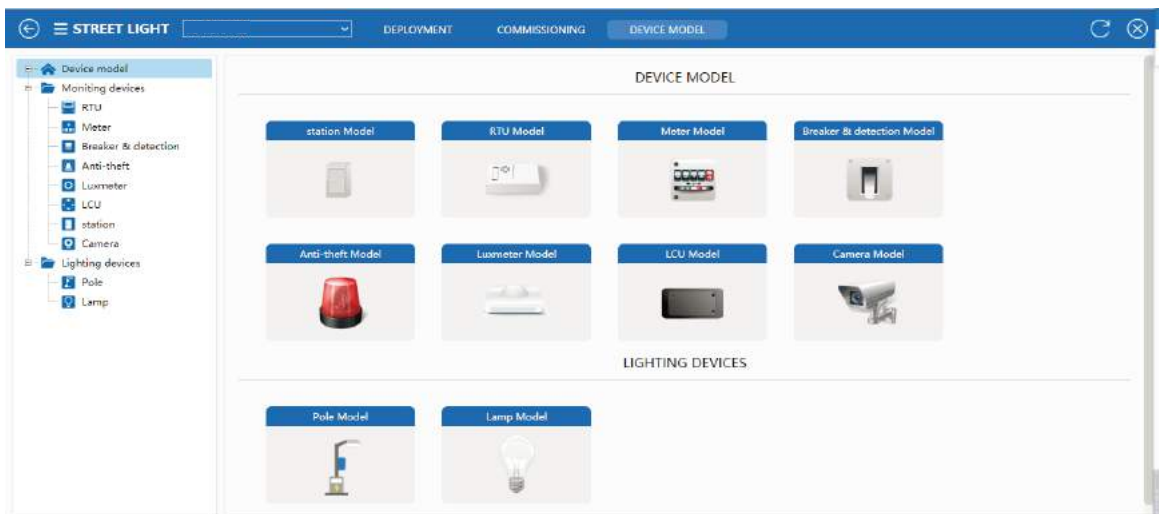 STREET LIGHT
DEPLOYMENT
COMMISSIONING
DEVICE MODEL
Device model
Moniting devices
RTU
Meter
Breaker & detection
Anti-theft
Luxmeter
LCU
station
Camera
Lighting devices
Pole
Lamp
DEVICE MODEL
station Model
RTU Model
Meter Model
Breaker & detection Model
Anti-theft Model
Luxmeter Model
LCU Model
Camera Model
LIGHTING DEVICES
Pole Model
Lamp Model